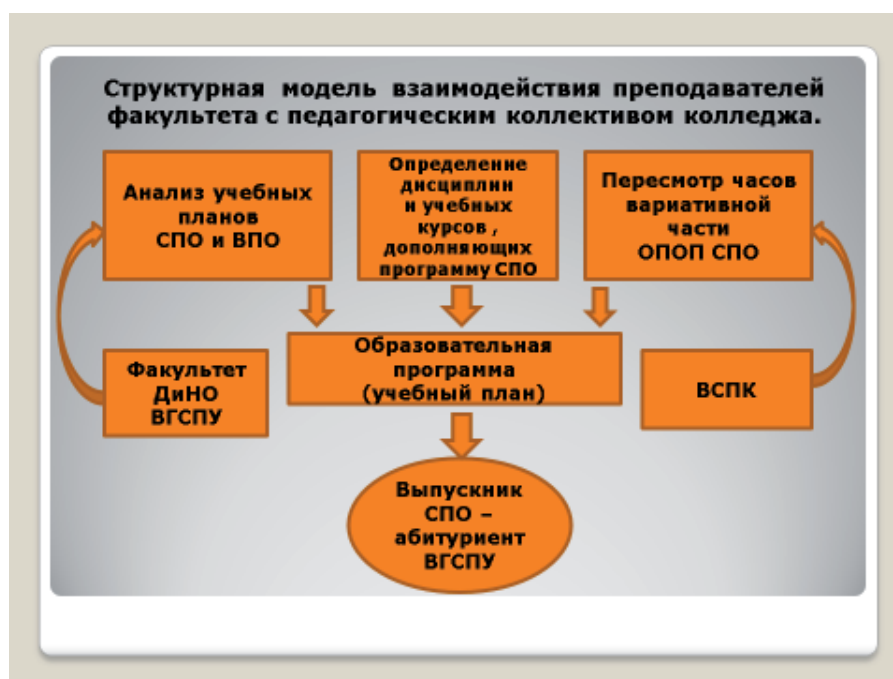 Структурная модель взаимодействия преподавателей
факультета с педагогическим коллективом колледжа.
Анализ учебных
планов
СПО и ВПО
Определение
дисциплин
и учебных
курсов ,
дополняющих
программу СПО
Пересмотр часов
вариативной
части
ОПОП СПО
Факультет
ДиНО
ВГСПУ
Образовательная
программа
(учебный план)
ВСПК
Выпускник
СПО –
абитуриент
ВГСПУ